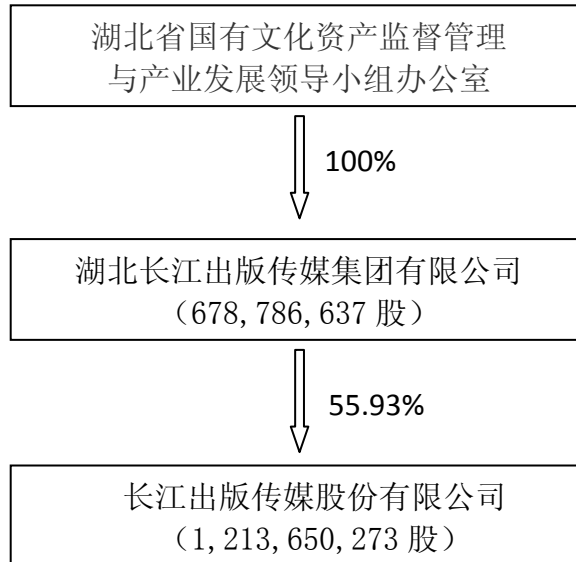 湖北省国有文化资产监督管理
与产业发展领导小组办公室
100%
湖北长江出版传媒集团有限公司
（678,786,637 股）
55.93%
长江出版传媒股份有限公司
（1,213,650,273 股）